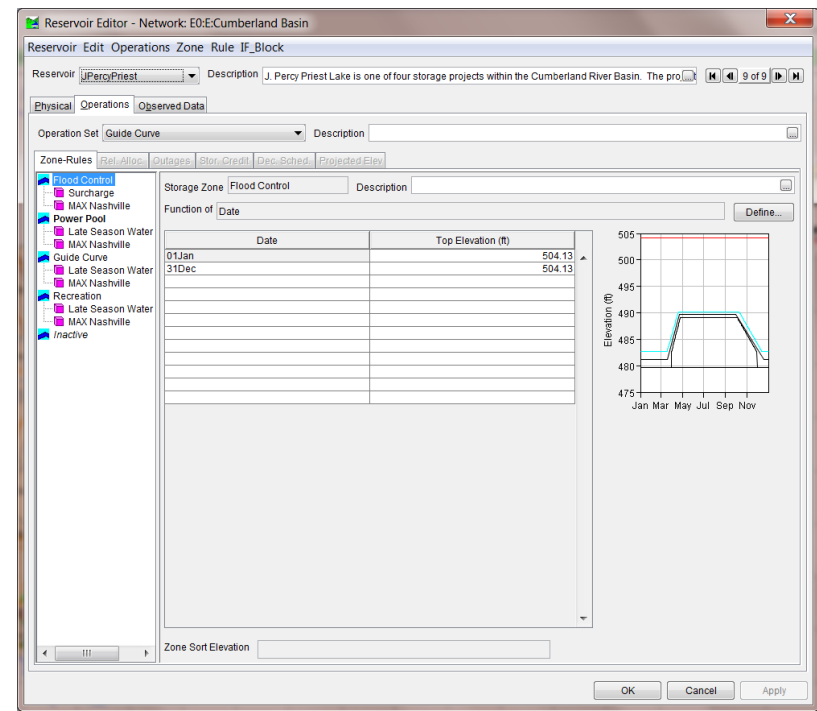 Reservoir Editor - Network: E0:E:Cumberland Basin
Reservoir Edit Operations Zone Rule IF_Block
Reservoir JPercyPriest Description J. Percy Priest Lake is one of four storage projects within the Cumberland River Basin. The pro 9 of 9
Physical Operations Observed Data
Operation Set Guide Curve Description
Zone-Rules Rel. Alloc. Outages Stor. Credit Dec. Sched. Projected Elev
Flood Control
Surcharge
MAX Nashville
Power Pool
Late Season Water
MAX Nashville
Guide Curve
Late Season Water
MAX Nashville
Recreation
Late Season Water
MAX Nashville
Inactive
Storage Zone Flood Control Description
Function of Date Define...
Date Top Elevation (ft)
01Jan 504.13
31Dec 504.13
505
500
495
490
485
480
475
Elevation (ft)
Jan Mar May Jul Sep Nov
Zone Sort Elevation
OK Cancel Apply